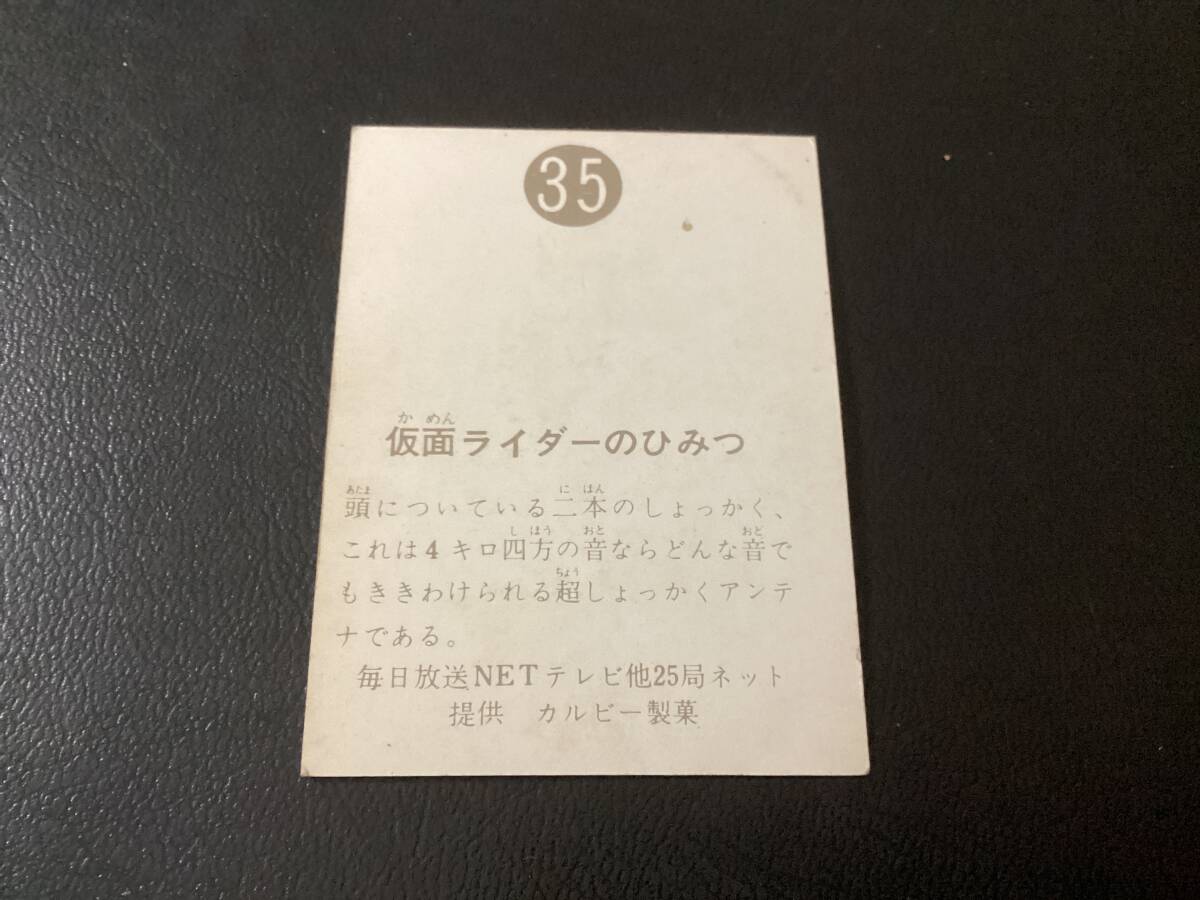 35
仮面ライダーのひみつ
頭についている二本のしょっかく、
これは4キロ四方の音ならどんな音で
もききわけられる超しょっかくアンテ
ナである。
毎日放送NETテレビ他25局ネット
提供 カルビー製菓